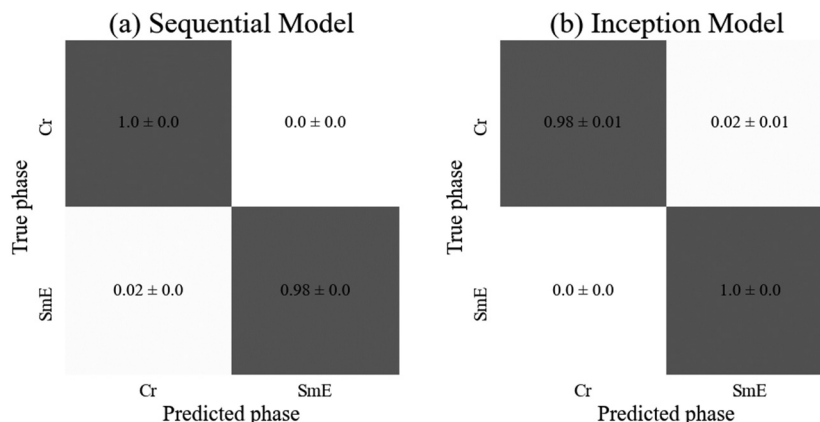 (a) Sequential Model
Cr
1.0 ± 0.0
0.0 ± 0.0
True phase
SmE
0.02 ± 0.0
0.98 ± 0.0
Cr
SmE
Predicted phase
(b) Inception Model
Cr
0.98 ± 0.01
0.02 ± 0.01
True phase
SmE
0.0 ± 0.0
1.0 ± 0.0
Cr
SmE
Predicted phase